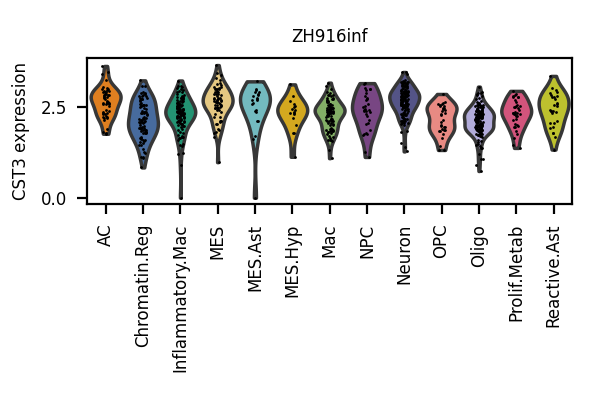 ZH916inf
CST3 expression
2.5
0.0
AC
Chromatin.Reg
Inflammatory.Mac
MES
MES.Ast
MES.Hyp
Mac
NPC
Neuron
OPC
Oligo
Prolif.Metab
Reactive.Ast